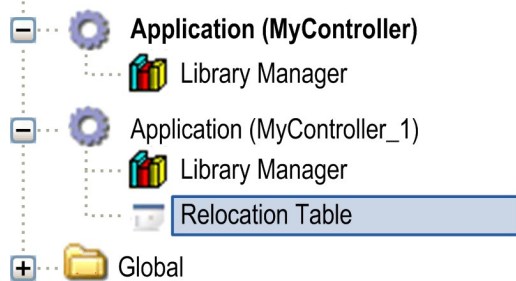 Application (MyController)
Library Manager
Application (MyController_1)
Library Manager
Relocation Table
Global